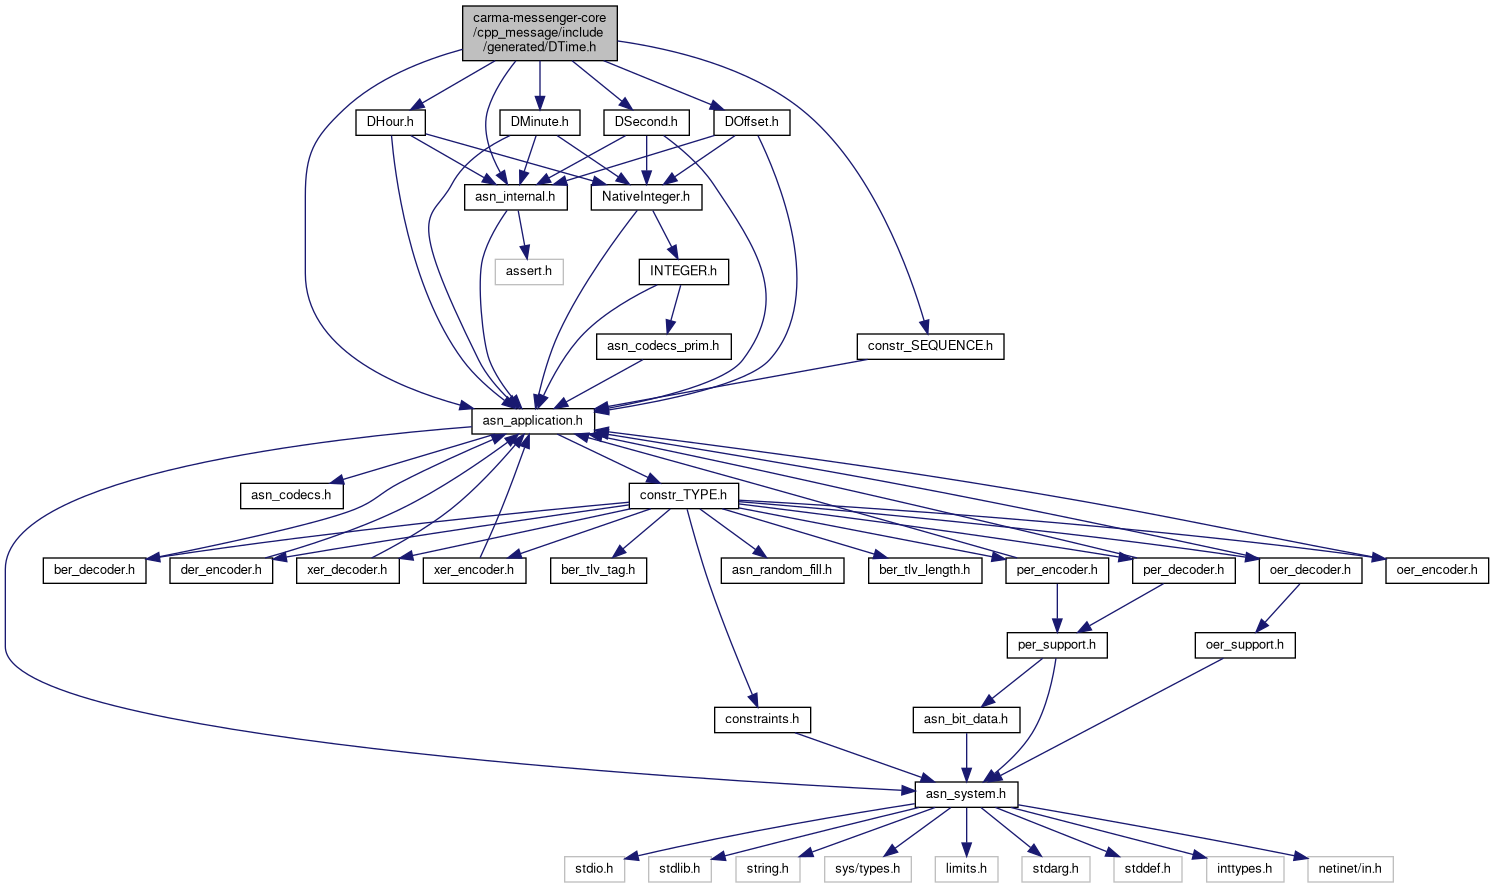 carma-messenger-core
/cpp_message/include
/generated/DTime.h
DHour.h
DMinute.h
DSecond.h
DOffset.h
asn_internal.h
NativeInteger.h
assert.h
INTEGER.h
asn_codecs_prim.h
constr_SEQUENCE.h
asn_application.h
asn_codecs.h
constr_TYPE.h
ber_decoder.h
der_encoder.h
xer_decoder.h
xer_encoder.h
ber_tlv_tag.h
asn_random_fill.h
ber_tlv_length.h
per_encoder.h
per_decoder.h
oer_decoder.h
oer_encoder.h
per_support.h
oer_support.h
constraints.h
asn_bit_data.h
asn_system.h
stdio.h
stdlib.h
string.h
sys/types.h
limits.h
stdarg.h
stddef.h
inttypes.h
netinet/in.h